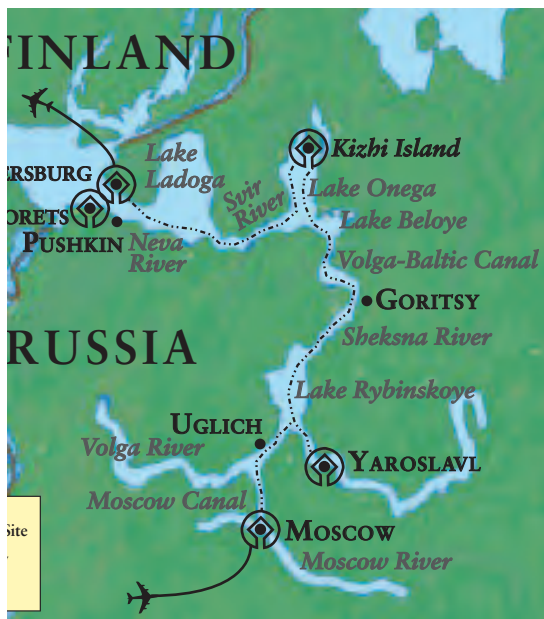 FINLAND
Kizhi Island
Lake
Ladoga
ERSBURG
Svir
River
Lake Onega
ORETS
Lake Beloye
PUSHKIN
Neva
River
Volga-Baltic Canal
GORITSY
Sheksna River
RUSSIA
Lake Rybinskoye
UGLICH
Volga River
YAROSLAVL
Moscow Canal
Site
MOSCOW
Moscow River